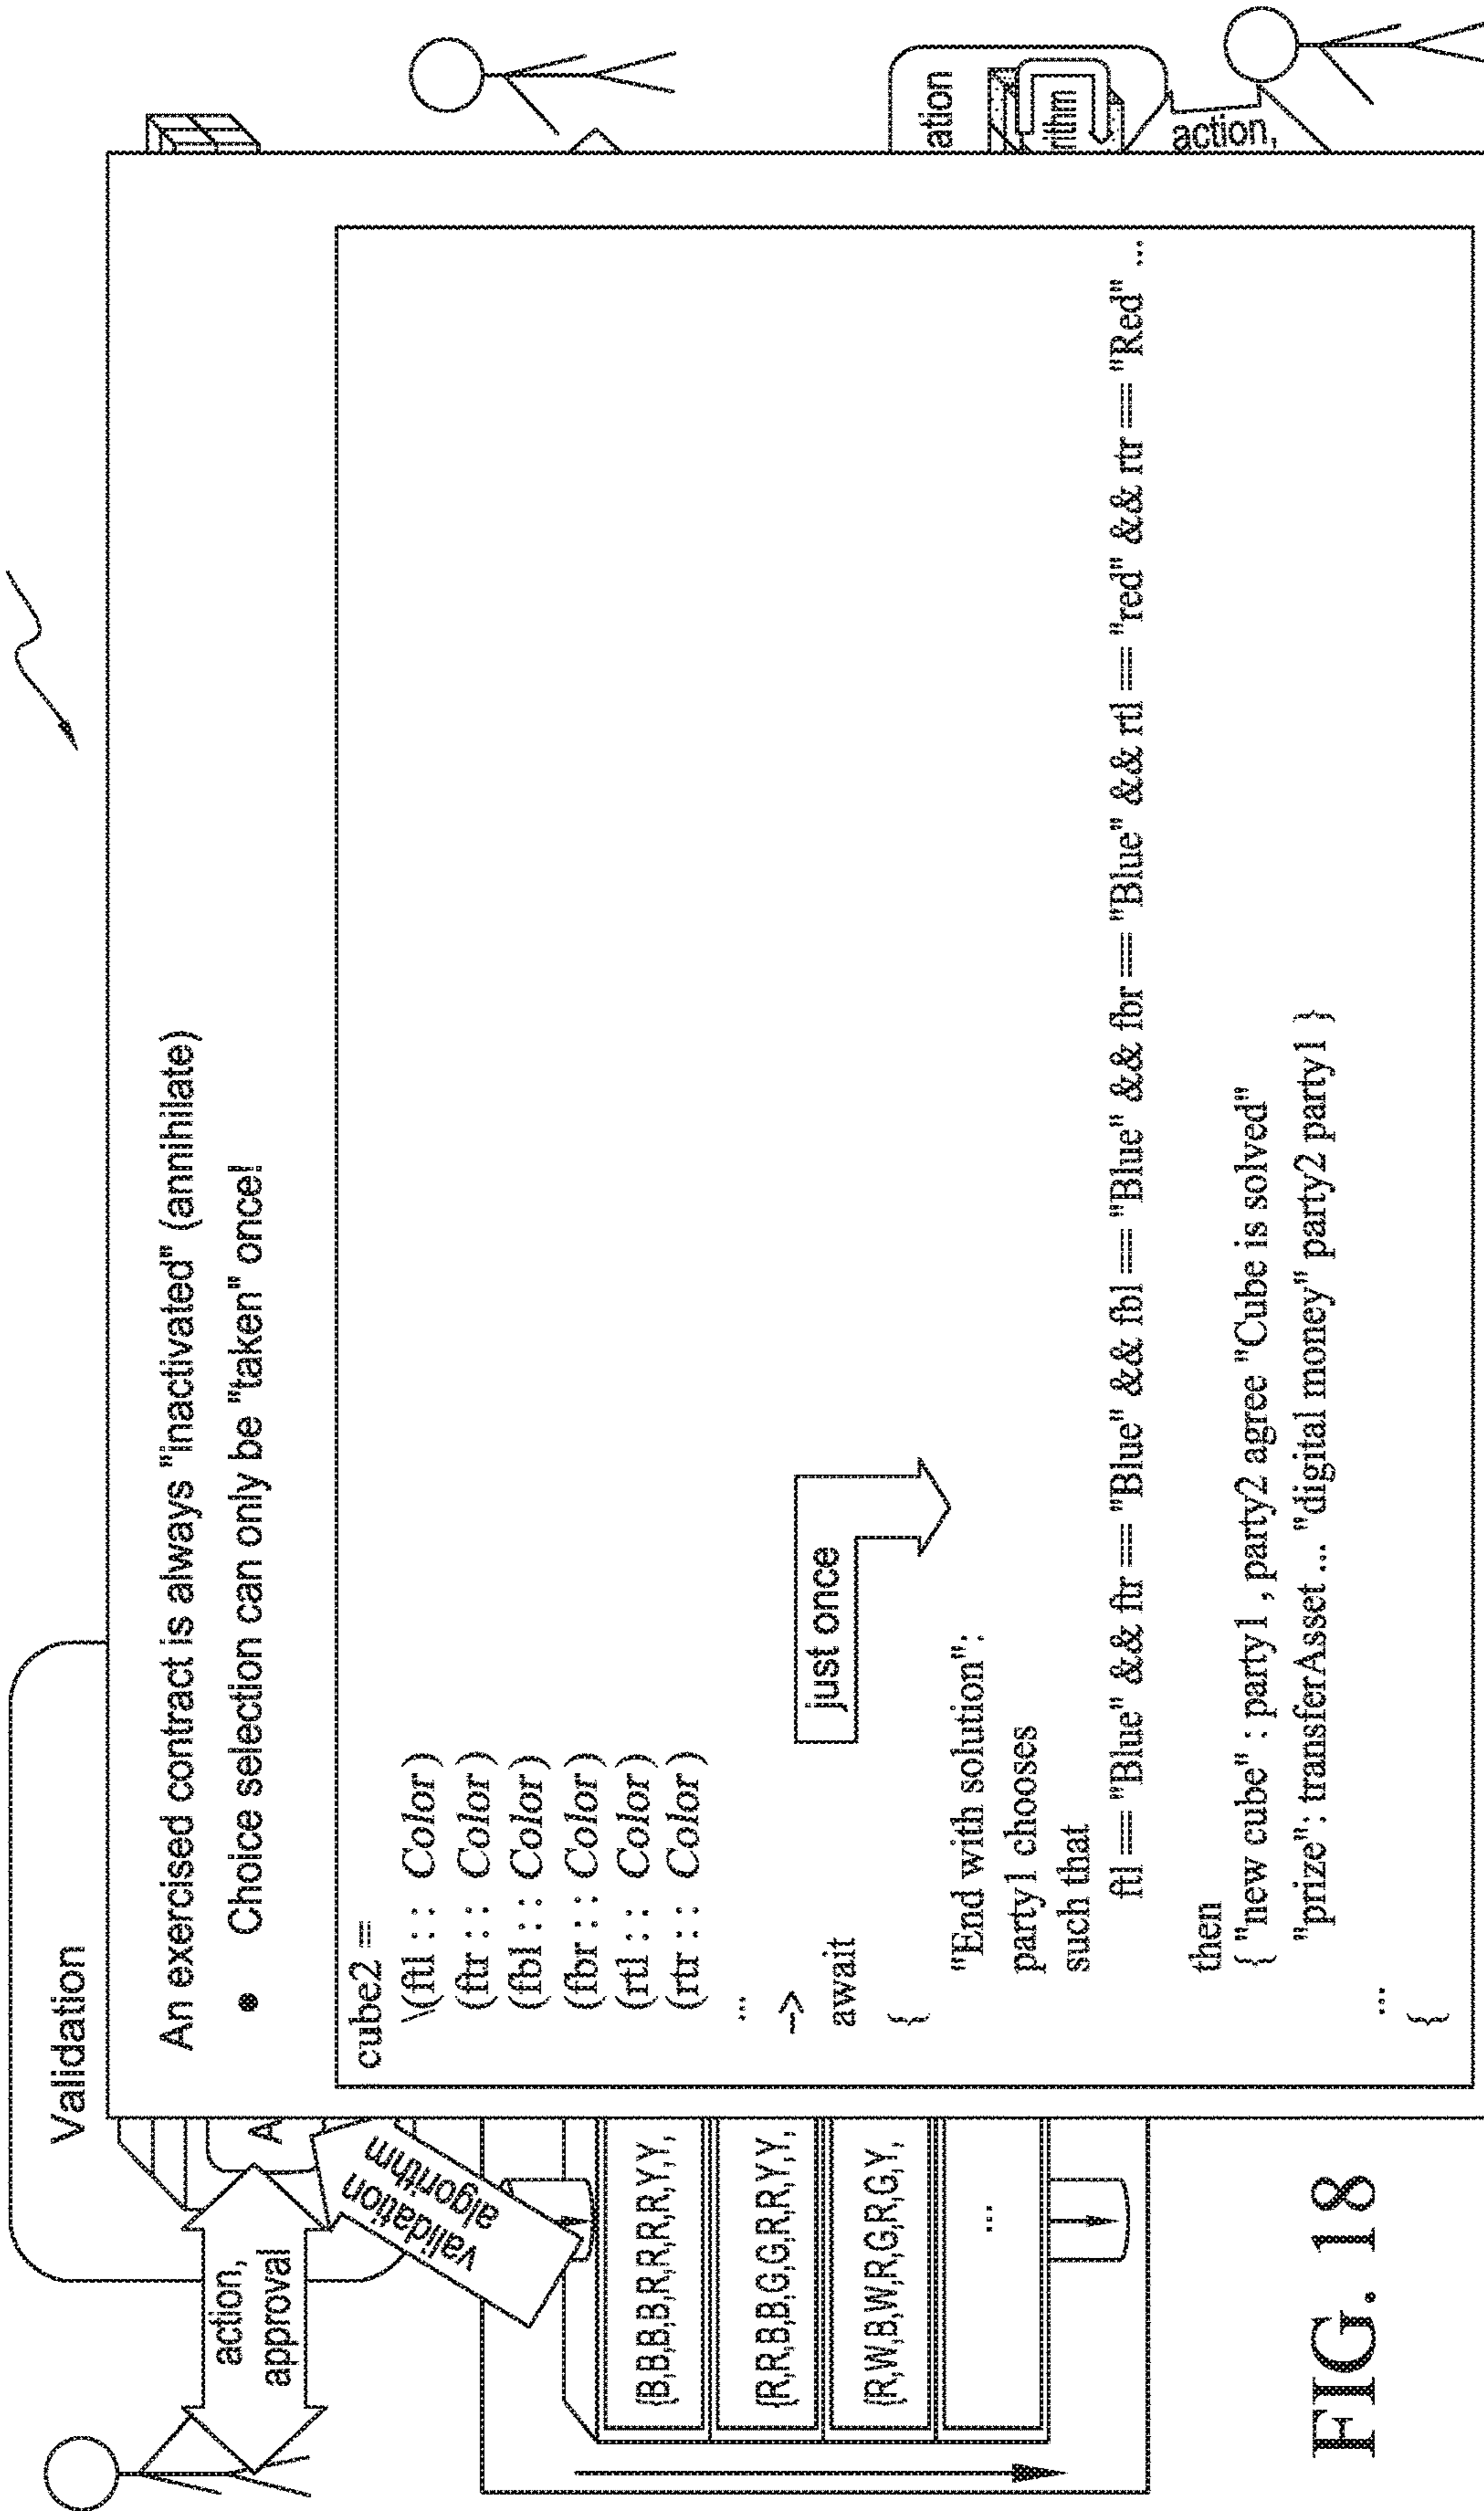 Validation
action,
approval
A
validation
algorithm
{B,B,B,B,R,R,R,Y,Y,
{R,R,B,B,G,G,R,R,Y,Y,
{R,W,B,W,R,G,R,G,Y,
...
An exercised contract is always "inactivated" (annihilate)
● Choice selection can only be "taken" once!
cube2 =
\(ftl :: Color)
(ftr :: Color)
(fbl :: Color)
(fbr :: Color)
(rtl :: Color)
(rtr :: Color)
...
->
await
{
just once
"End with solution":
party1 chooses
such that
ftl == "Blue" && ftr == "Blue" && fbl == "Blue" && fbr == "Blue" && rtl == "red" && rtr == "Red" ...
then
{ "new cube" : party1 , party2 agree "Cube is solved"
"prize": transferAsset ... "digital money" party2 party1 }
...
{
ation
rithm
action,
FIG. 18